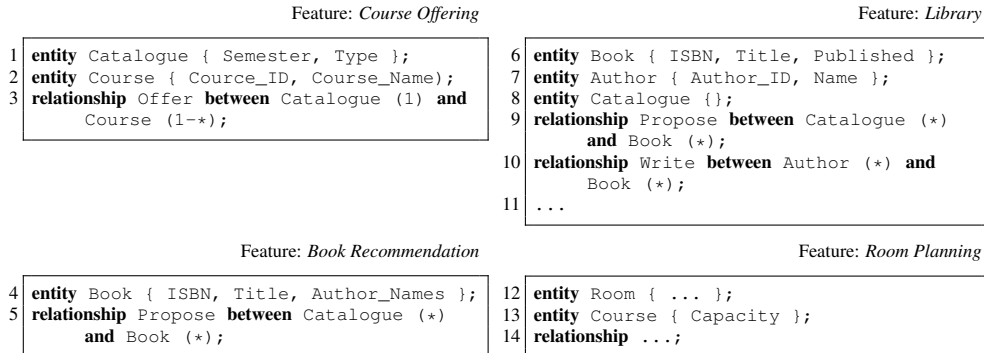 Feature: Course Offering
1 entity Catalogue { Semester, Type };
2 entity Course { Cource_ID, Course_Name);
3 relationship Offer between Catalogue (1) and
Course (1-*);
Feature: Library
6 entity Book { ISBN, Title, Published };
7 entity Author { Author_ID, Name };
8 entity Catalogue {};
9 relationship Propose between Catalogue (*)
and Book (*);
10 relationship Write between Author (*) and
Book (*);
11 ...
Feature: Book Recommendation
4 entity Book { ISBN, Title, Author_Names };
5 relationship Propose between Catalogue (*)
and Book (*);
Feature: Room Planning
12 entity Room { ... };
13 entity Course { Capacity };
14 relationship ...;